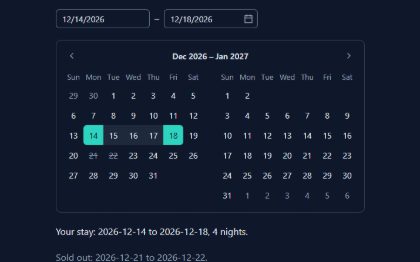 12/14/2026 – 12/18/2026
Dec 2026 – Jan 2027
Sun Mon Tue Wed Thu Fri Sat Sun Mon Tue Wed Thu Fri Sat
29 30 1 2 3 4 5 1 2
6 7 8 9 10 11 12 3 4 5 6 7 8 9
13 14 15 16 17 18 19 10 11 12 13 14 15 16
20 21 22 23 24 25 26 17 18 19 20 21 22 23
27 28 29 30 31 24 25 26 27 28 29 30
31 1 2 3 4 5 6
Your stay: 2026-12-14 to 2026-12-18, 4 nights.
Sold out: 2026-12-21 to 2026-12-22.